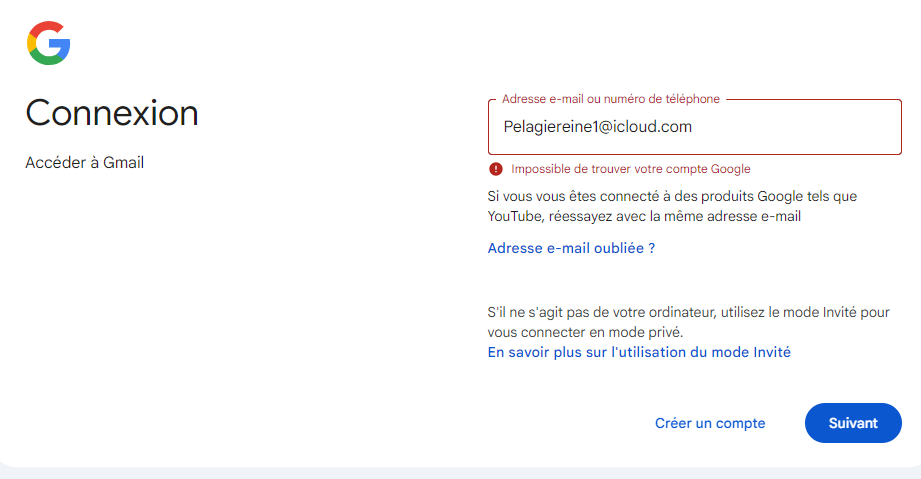 Connexion
Accéder à Gmail
Adresse e-mail ou numéro de téléphone
Pelagiereine1@icloud.com
Impossible de trouver votre compte Google
Si vous vous êtes connecté à des produits Google tels que
YouTube, réessayez avec la même adresse e-mail
Adresse e-mail oubliée ?
S'il ne s'agit pas de votre ordinateur, utilisez le mode Invité pour
vous connecter en mode privé.
En savoir plus sur l'utilisation du mode Invité
Créer un compte
Suivant